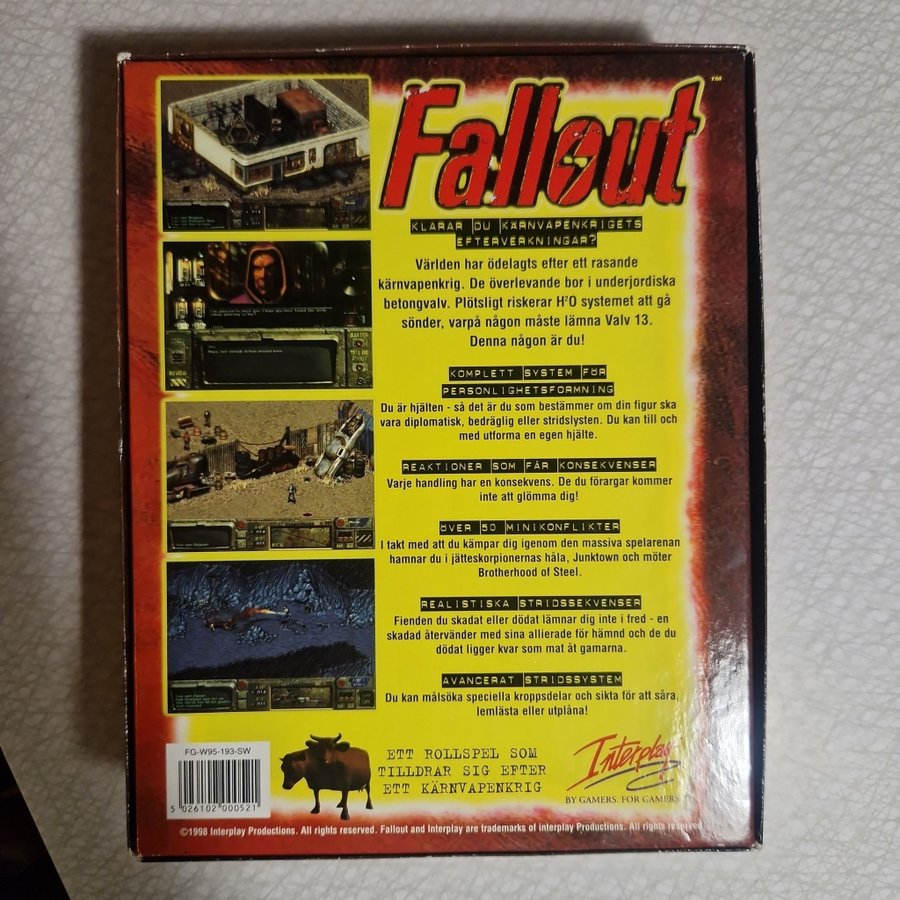 Fallout™
KLARAR DU KÄRNVAPENKRIGETS
EFTERVERKNINGAR?
Världen har ödelagts efter ett rasande
kärnvapenkrig. De överlevande bor i underjordiska
betongvalv. Plötsligt riskerar H²O systemet att gå
sönder, varpå någon måste lämna Valv 13.
Denna någon är du!
KOMPLETT SYSTEM FÖR
PERSONLIGHETSFORMNING
Du är hjälten - så det är du som bestämmer om din figur ska
vara diplomatisk, bedräglig eller stridslysten. Du kan till och
med utforma en egen hjälte.
REAKTIONER SOM FÅR KONSEKVENSER
Varje handling har en konsekvens. De du förargar kommer
inte att glömma dig!
ÖVER 50 MINIKONFLIKTER
I takt med att du kämpar dig igenom den massiva spelarenan
hamnar du i jätteskorpionernas håla, Junktown och möter
Brotherhood of Steel.
REALISTISKA STRIDSSEKVENSER
Fienden du skadat eller dödat lämnar dig inte i fred - en
skadad återvänder med sina allierade för hämnd och de du
dödat ligger kvar som mat åt gamarna.
AVANCERAT STRIDSSYSTEM
Du kan målsöka speciella kroppsdelar och sikta för att såra,
lemlästa eller utplåna!
FG-W95-193-SW
5 026102 000521
ETT ROLLSPEL SOM
TILLDRAR SIG EFTER
ETT KÄRNVAPENKRIG
Interplay
BY GAMERS. FOR GAMERS.
©1998 Interplay Productions. All rights reserved. Fallout and Interplay are trademarks of interplay Productions. All rights reserved